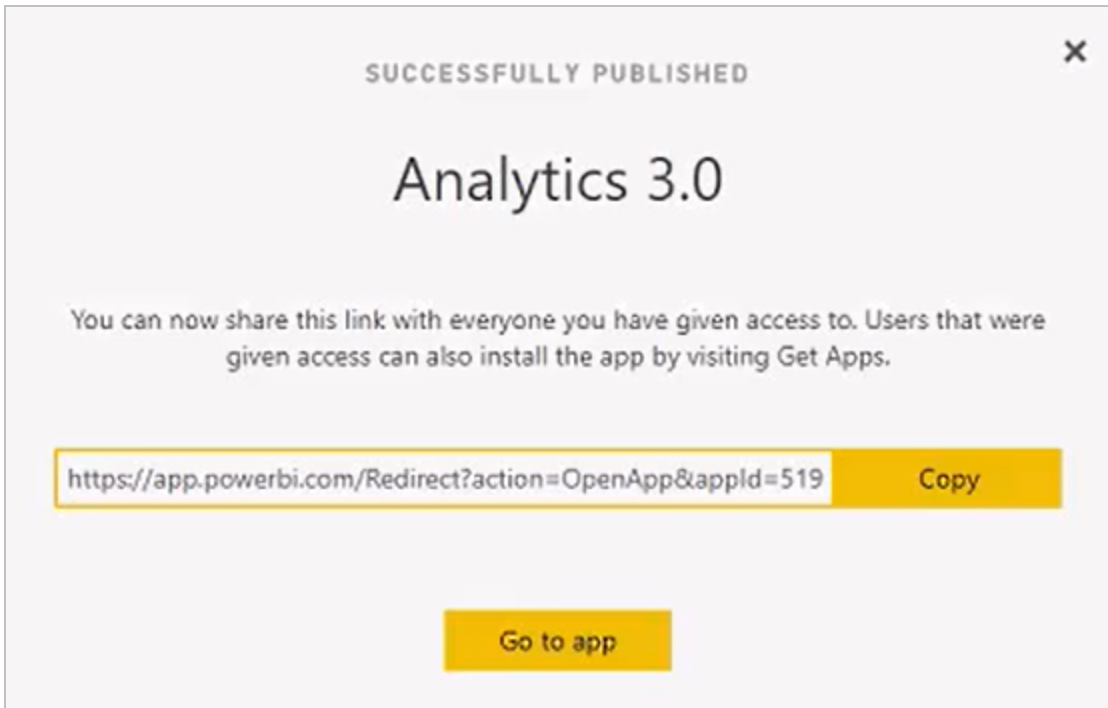 SUCCESSFULLY PUBLISHED
Analytics 3.0
You can now share this link with everyone you have given access to. Users that were
given access can also install the app by visiting Get Apps.
https://app.powerbi.com/Redirect?action=OpenApp&appId=519
Copy
Go to app